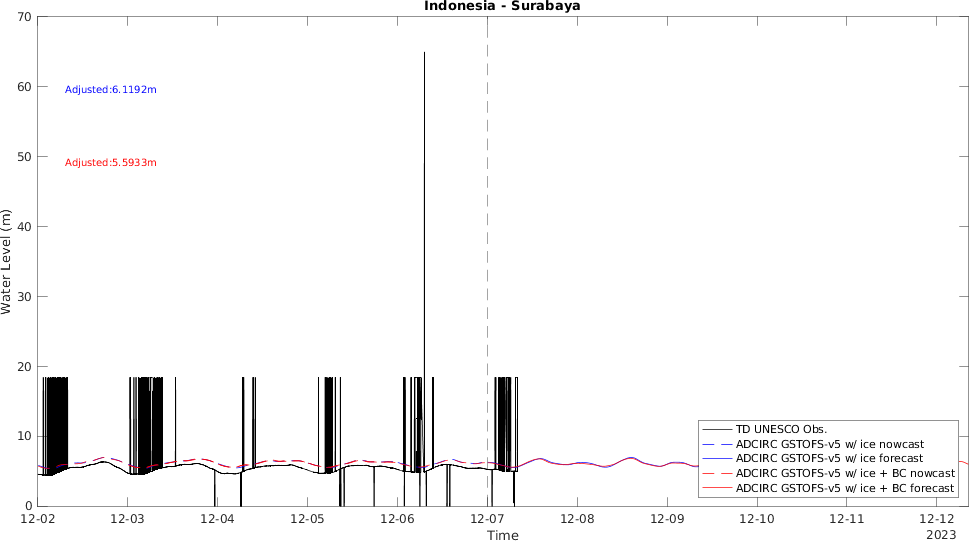 Indonesia - Surabaya
70
60
50
40
30
20
10
0
Water Level (m)
Adjusted:6.1192m
Adjusted:5.5933m
TD UNESCO Obs.
ADCIRC GSTOFS-v5 w/ ice nowcast
ADCIRC GSTOFS-v5 w/ ice forecast
ADCIRC GSTOFS-v5 w/ ice + BC nowcast
ADCIRC GSTOFS-v5 w/ ice + BC forecast
12-02 12-03 12-04 12-05 12-06 12-07 12-08 12-09 12-10 12-11 12-12
2023
Time